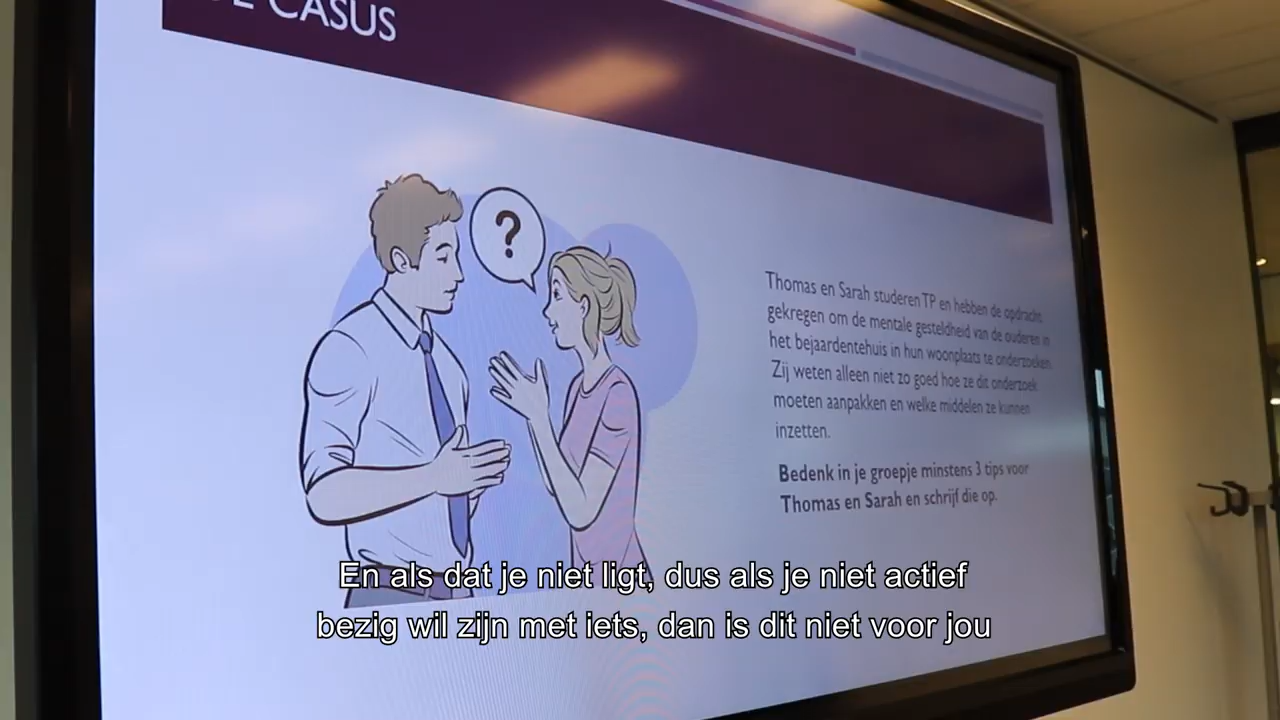 DE CASUS
?
Thomas en Sarah studeren TP en hebben de opdracht
gekregen om de mentale gesteldheid van de ouderen in
het bejaardentehuis in hun woonplaats te onderzoeken.
Zij weten alleen niet zo goed hoe ze dit onderzoek
moeten aanpakken en welke middelen ze kunnen
inzetten.
Bedenk in je groepje minstens 3 tips voor
Thomas en Sarah en schrijf die op.
En als dat je niet ligt, dus als je niet actief
bezig wil zijn met iets, dan is dit niet voor jou